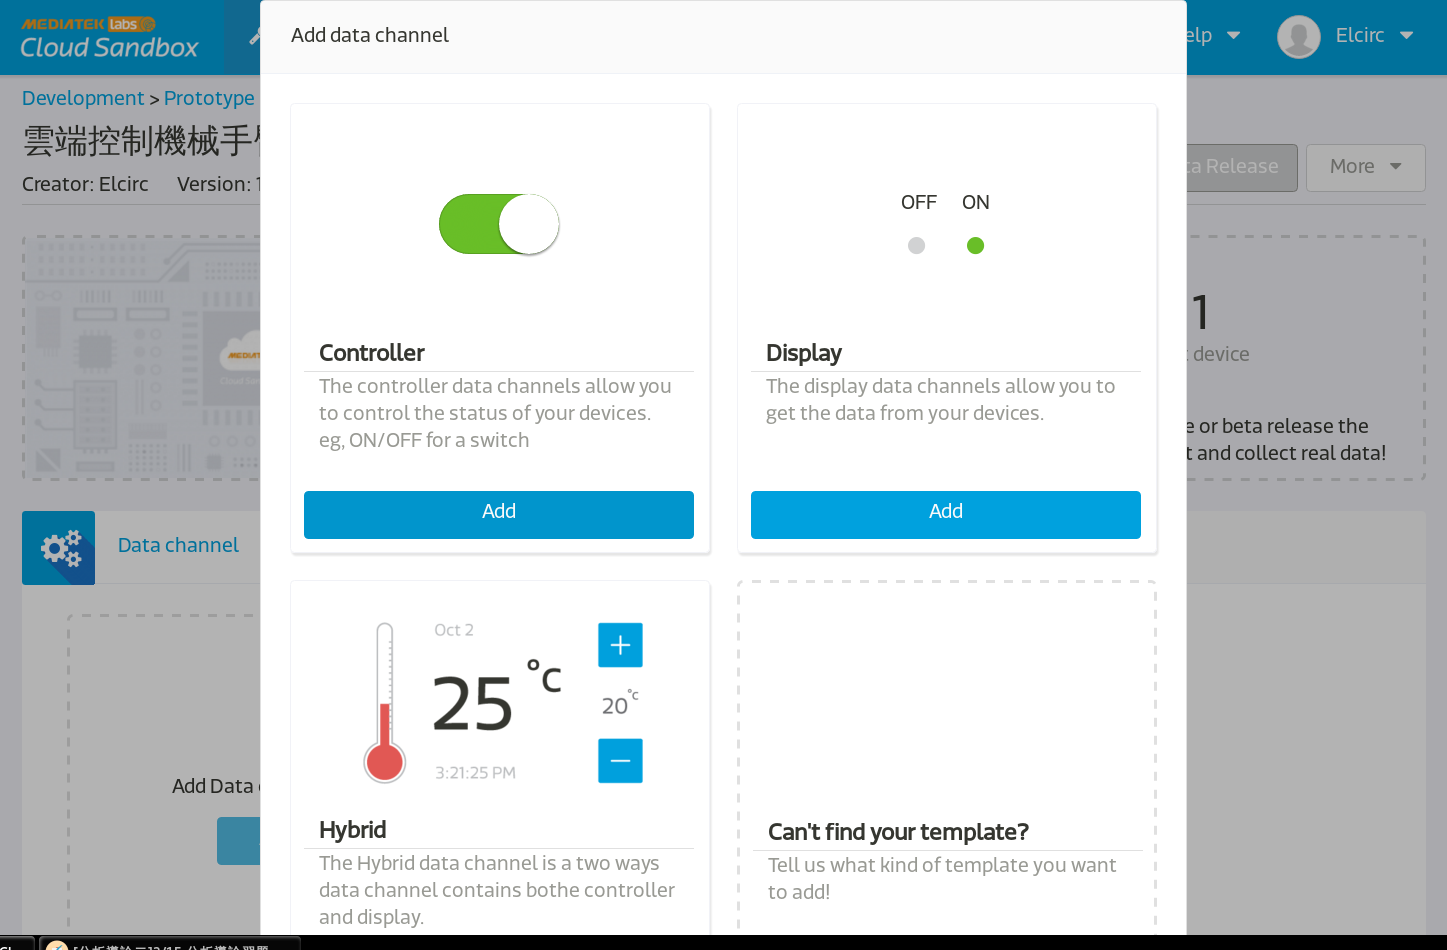 MEDIATEK labs
Cloud Sandbox
Add data channel
elp
Elcirc
Development > Prototype
雲端控制機械手
Creator: Elcirc Version: 1
ta Release
More
OFF ON
Controller
The controller data channels allow you
to control the status of your devices.
eg, ON/OFF for a switch
Add
Display
The display data channels allow you to
get the data from your devices.
Add
1
device
e or beta release the
t and collect real data!
Data channel
Add Data
Oct 2
25 °c
3:21:25 PM
20 °c
Hybrid
The Hybrid data channel is a two ways
data channel contains bothe controller
and display.
Can't find your template?
Tell us what kind of template you want
to add!